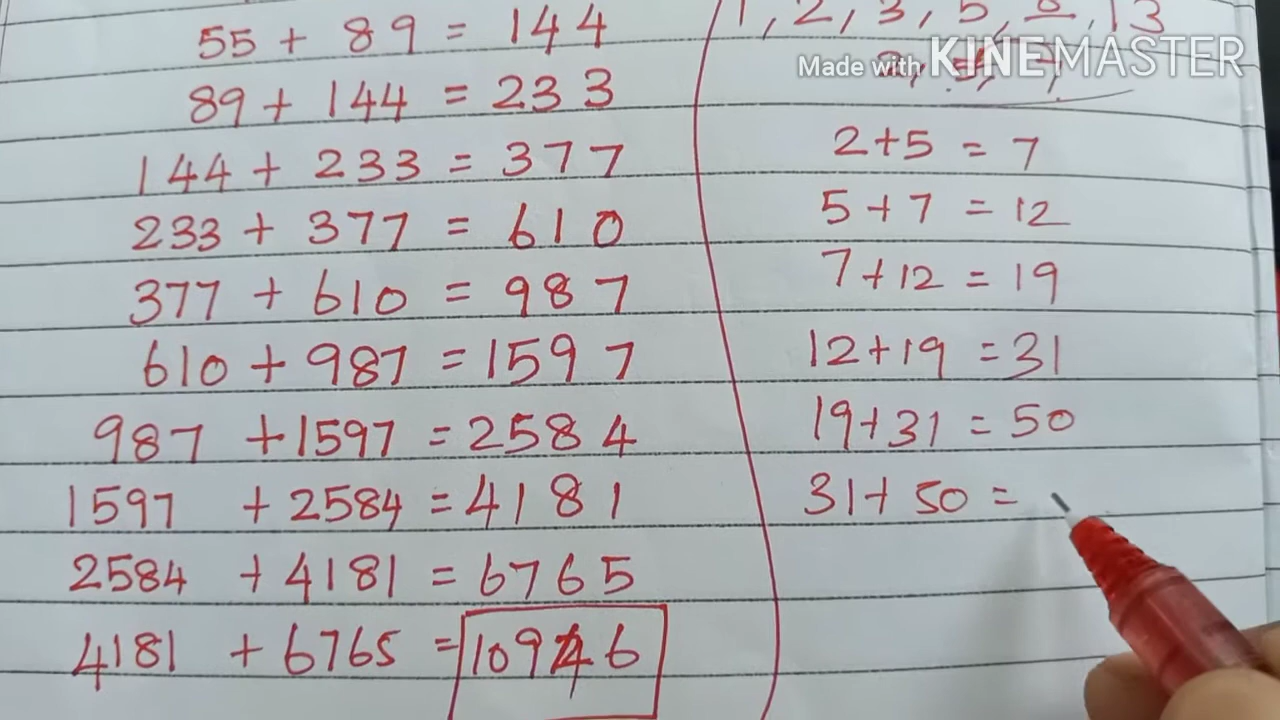 55 + 89 = 144
89 + 144 = 233
144 + 233 = 377
233 + 377 = 610
377 + 610 = 987
610 + 987 = 1597
987 + 1597 = 2584
1597 + 2584 = 4181
2584 + 4181 = 6765
4181 + 6765 = 10946
1, 2, 3, 5, 8, 13
Made with KINEMASTER
2 + 5 = 7
5 + 7 = 12
7 + 12 = 19
12 + 19 = 31
19 + 31 = 50
31 + 50 =